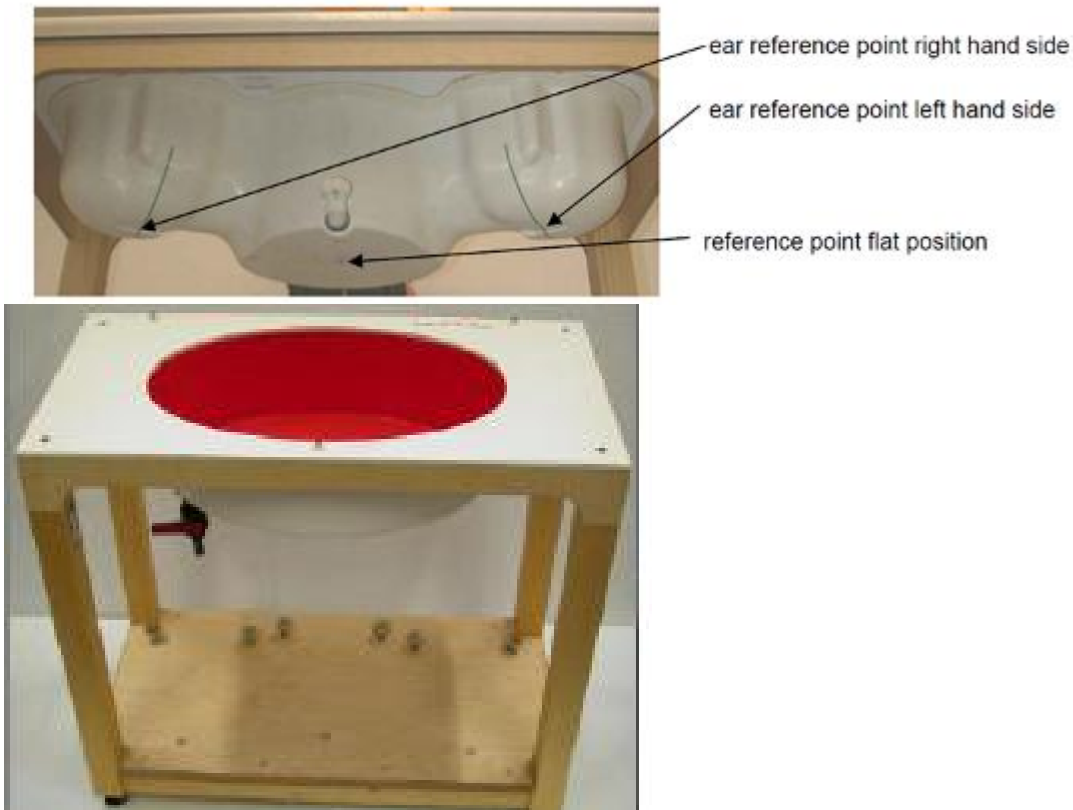 ear reference point right hand side
ear reference point left hand side
reference point flat position